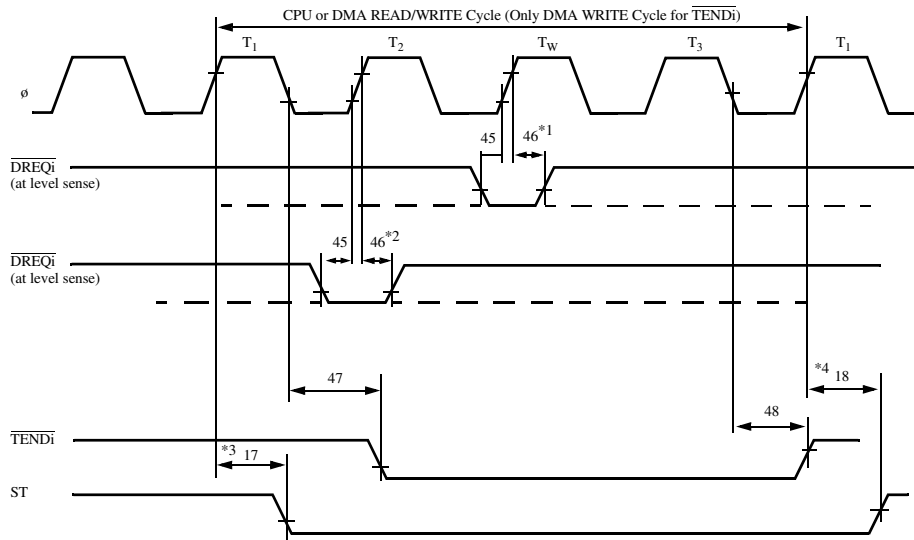 CPU or DMA READ/WRITE Cycle (Only DMA WRITE Cycle for TENDi)
T1 T2 TW T3 T1
ø
45 46*1
DREQi
(at level sense)
45 46*2
DREQi
(at level sense)
47 *4 18
48
TENDi
*3 17
ST